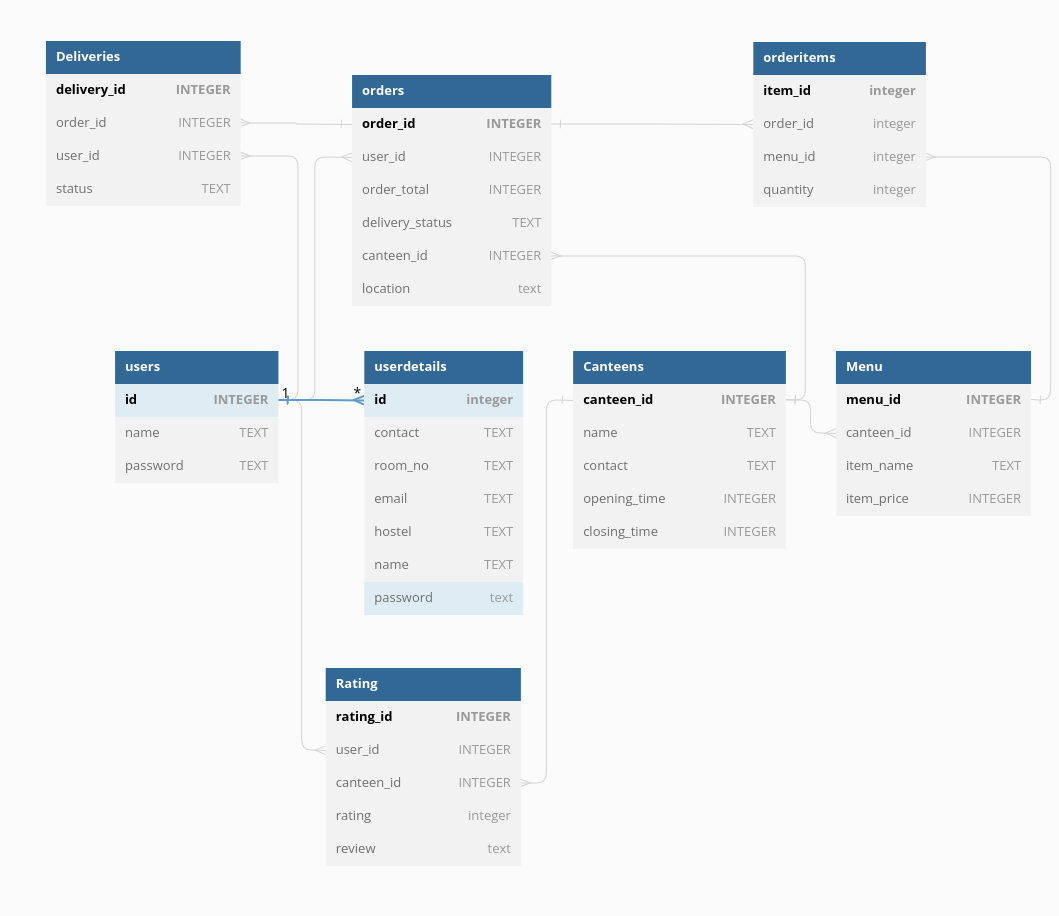 Deliveries
delivery_id INTEGER
order_id INTEGER
user_id INTEGER
status TEXT
orders
order_id INTEGER
user_id INTEGER
order_total INTEGER
delivery_status TEXT
canteen_id INTEGER
location text
orderitems
item_id integer
order_id integer
menu_id integer
quantity integer
users
id INTEGER
name TEXT
password TEXT
1
*
userdetails
id integer
contact TEXT
room_no TEXT
email TEXT
hostel TEXT
name TEXT
password text
Canteens
canteen_id INTEGER
name TEXT
contact TEXT
opening_time INTEGER
closing_time INTEGER
Menu
menu_id INTEGER
canteen_id INTEGER
item_name TEXT
item_price INTEGER
Rating
rating_id INTEGER
user_id INTEGER
canteen_id INTEGER
rating integer
review text